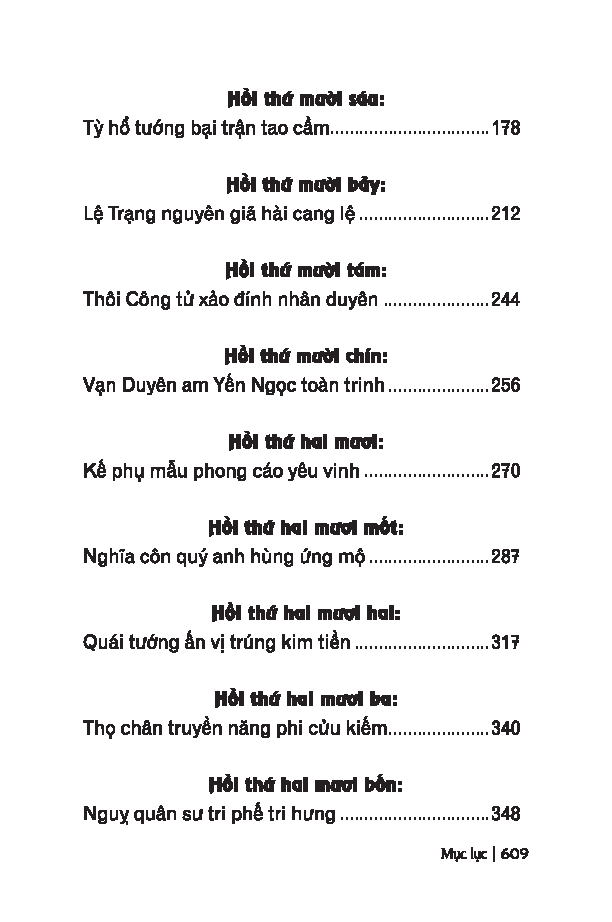 Hồi thứ mười sáu:
Tỳ hổ tướng bại trận tao cầm.................................178
Hồi thứ mười bảy:
Lệ Trạng nguyên giã hài cang lệ...........................212
Hồi thứ mười tám:
Thôi Công tử xảo đính nhân duyên ......................244
Hồi thứ mười chín:
Vạn Duyên am Yến Ngọc toàn trinh.....................256
Hồi thứ hai mươi:
Kế phụ mẫu phong cáo yêu vinh ..........................270
Hồi thứ hai mươi mốt:
Nghĩa côn quý anh hùng ứng mộ.........................287
Hồi thứ hai mươi hai:
Quái tướng ấn vị trúng kim tiền ............................317
Hồi thứ hai mươi ba:
Thọ chân truyền năng phi cửu kiếm.....................340
Hồi thứ hai mươi bốn:
Nguỵ quân sư tri phế tri hưng ...............................348
Mục lục | 609